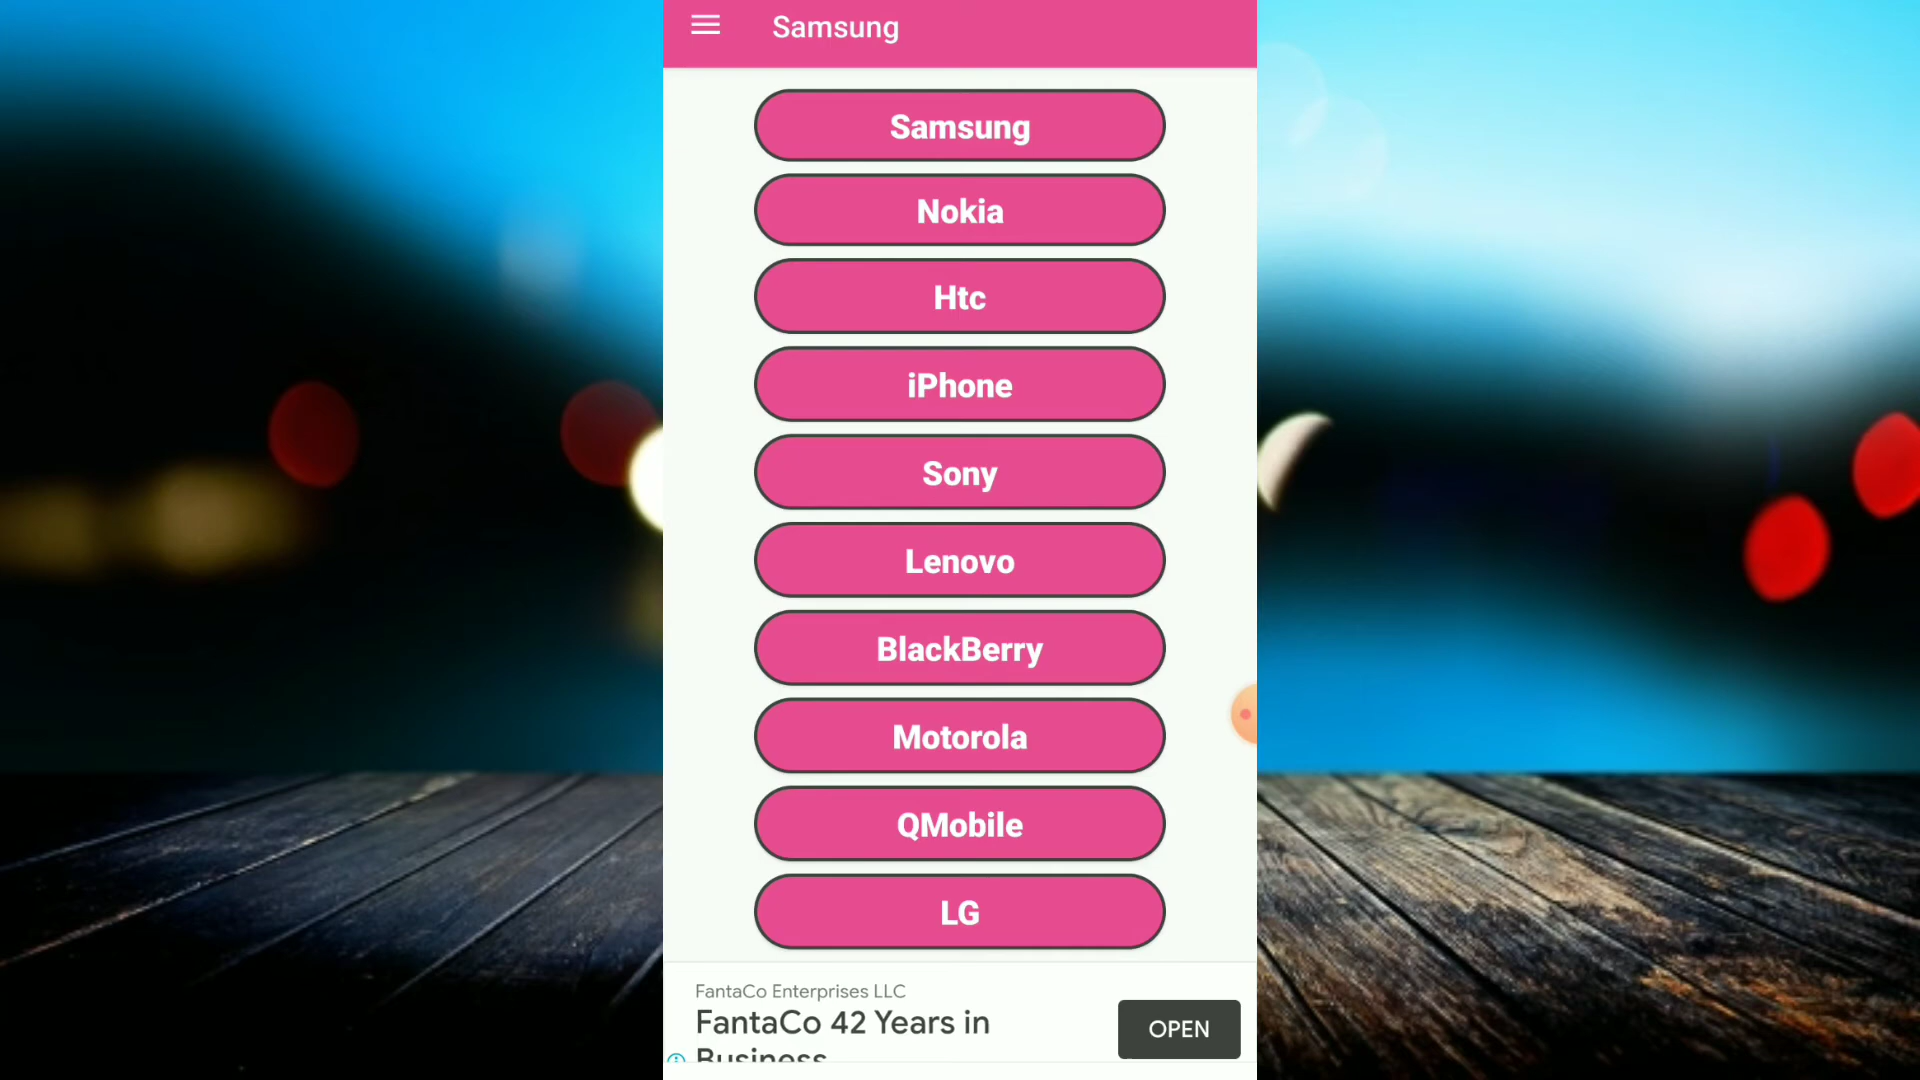 Samsung
Samsung
Nokia
Htc
iPhone
Sony
Lenovo
BlackBerry
Motorola
QMobile
LG
FantaCo Enterprises LLC
FantaCo 42 Years in
Business
OPEN